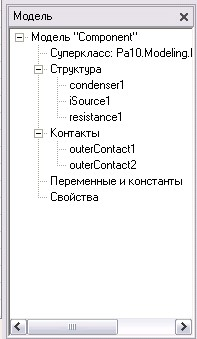 Модель
Модель "Component"
Суперкласс: Pa10.Modeling.
Структура
condenser1
iSource1
resistance1
Контакты
outerContact1
outerContact2
Переменные и константы
Свойства